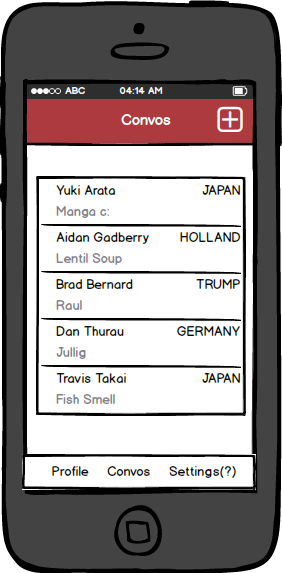 ABC 04:14 AM
Convos
Yuki Arata JAPAN
Manga c:
Aidan Gadberry HOLLAND
Lentil Soup
Brad Bernard TRUMP
Raul
Dan Thurau GERMANY
Jullig
Travis Takai JAPAN
Fish Smell
Profile Convos Settings(?)